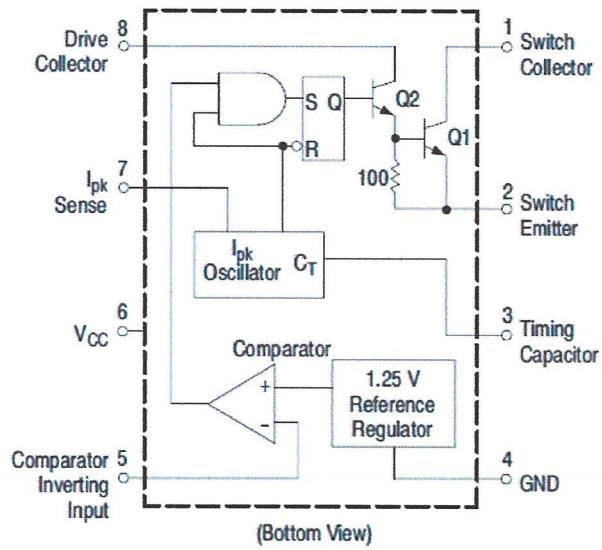 8
Drive
Collector
1
Switch
Collector
S Q
R
Q2
Q1
100
7
Ipk
Sense
2
Switch
Emitter
Ipk
Oscillator
CT
6
VCC
3
Timing
Capacitor
Comparator
+
−
1.25 V
Reference
Regulator
5
Comparator
Inverting
Input
4
GND
(Bottom View)